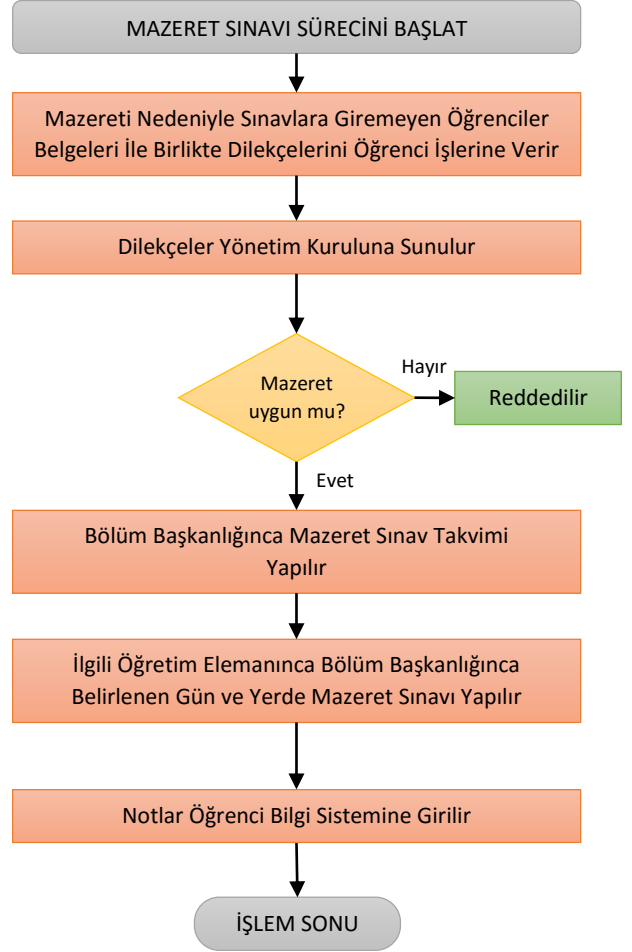 MAZERET SINAVI SÜRECİNİ BAŞLAT
Mazereti Nedeniyle Sınavlara Giremeyen Öğrenciler
Belgeleri İle Birlikte Dilekçelerini Öğrenci İşlerine Verir
Dilekçeler Yönetim Kuruluna Sunulur
Mazeret
uygun mu?
Hayır
Reddedilir
Evet
Bölüm Başkanlığınca Mazeret Sınav Takvimi
Yapılır
İlgili Öğretim Elemanınca Bölüm Başkanlığınca
Belirlenen Gün ve Yerde Mazeret Sınavı Yapılır
Notlar Öğrenci Bilgi Sistemine Girilir
İŞLEM SONU